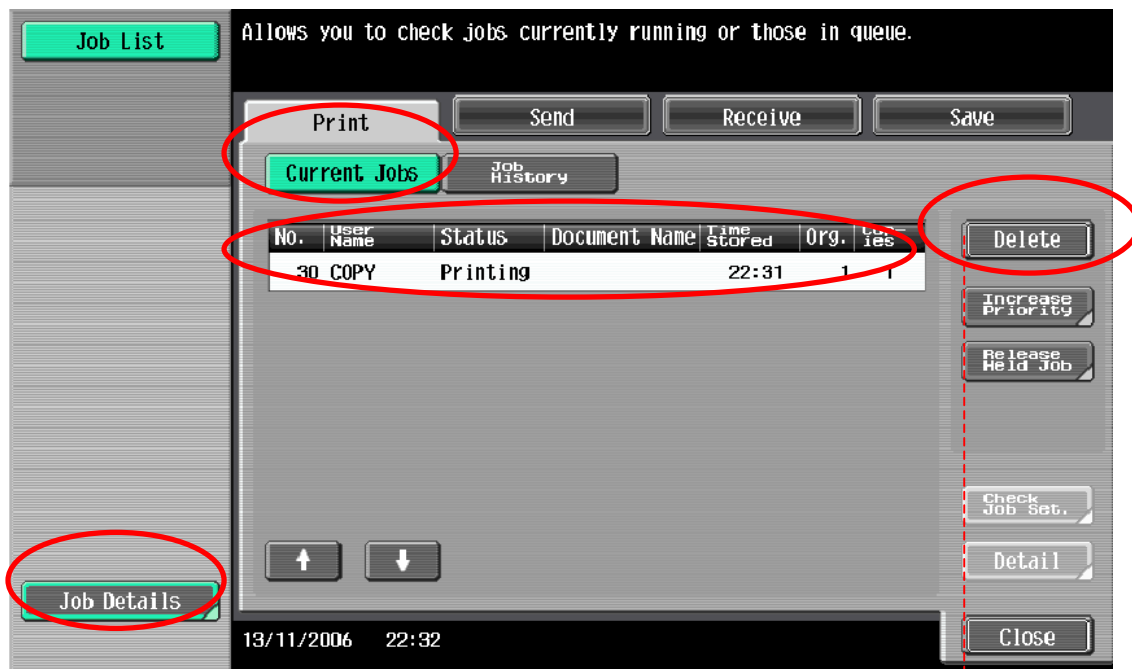 Job List
Allows you to check jobs currently running or those in queue.
Print
Send
Receive
Save
Current Jobs
Job
History
No. User Name Status Document Name Time Stored Org. Cop-ies
30 COPY Printing 22:31 1 1
Delete
Increase
Priority
Release
Held Job
Check
Job Set.
Detail
Job Details
13/11/2006 22:32
Close